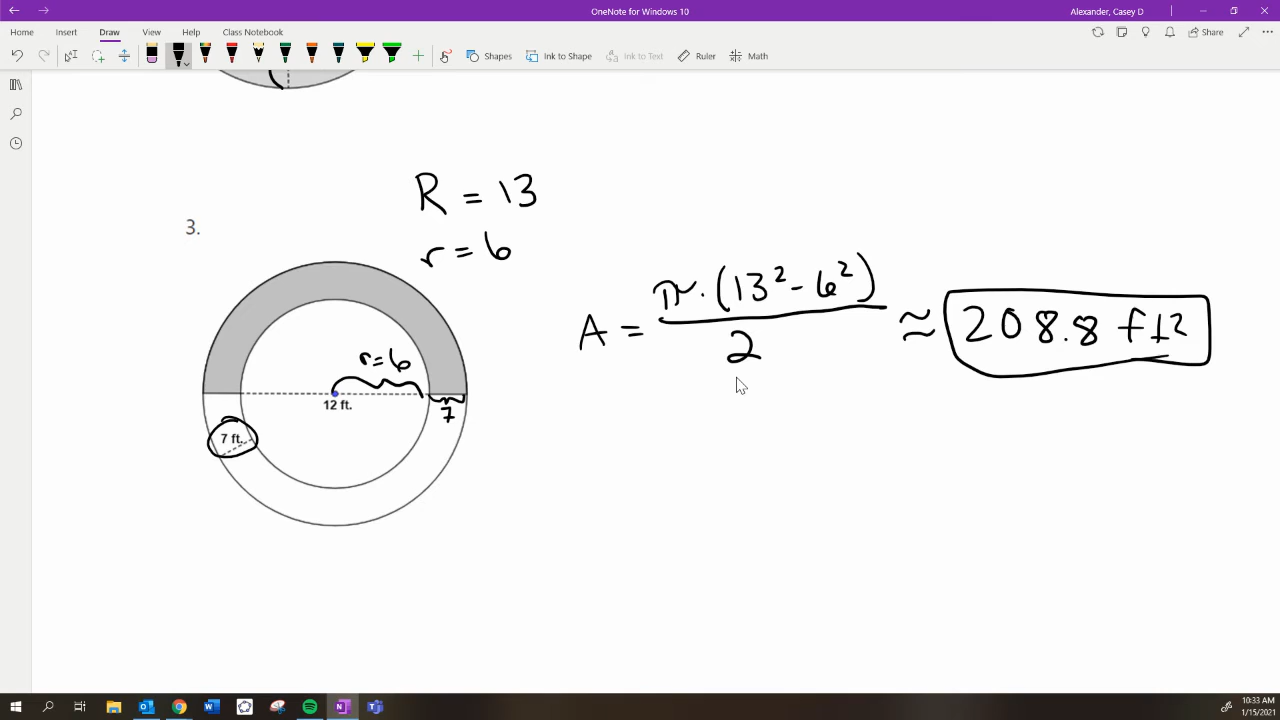 OneNote for Windows 10
Alexander, Casey D
Home Insert Draw View Help Class Notebook
Share
Shapes Ink to Shape Ink to Text Ruler Math
3.
R = 13
r = 6
A = π · (13² - 6²) / 2 ≈ 208.8 ft²
r = 6
12 ft.
7
7 ft.
10:33 AM
1/15/2021